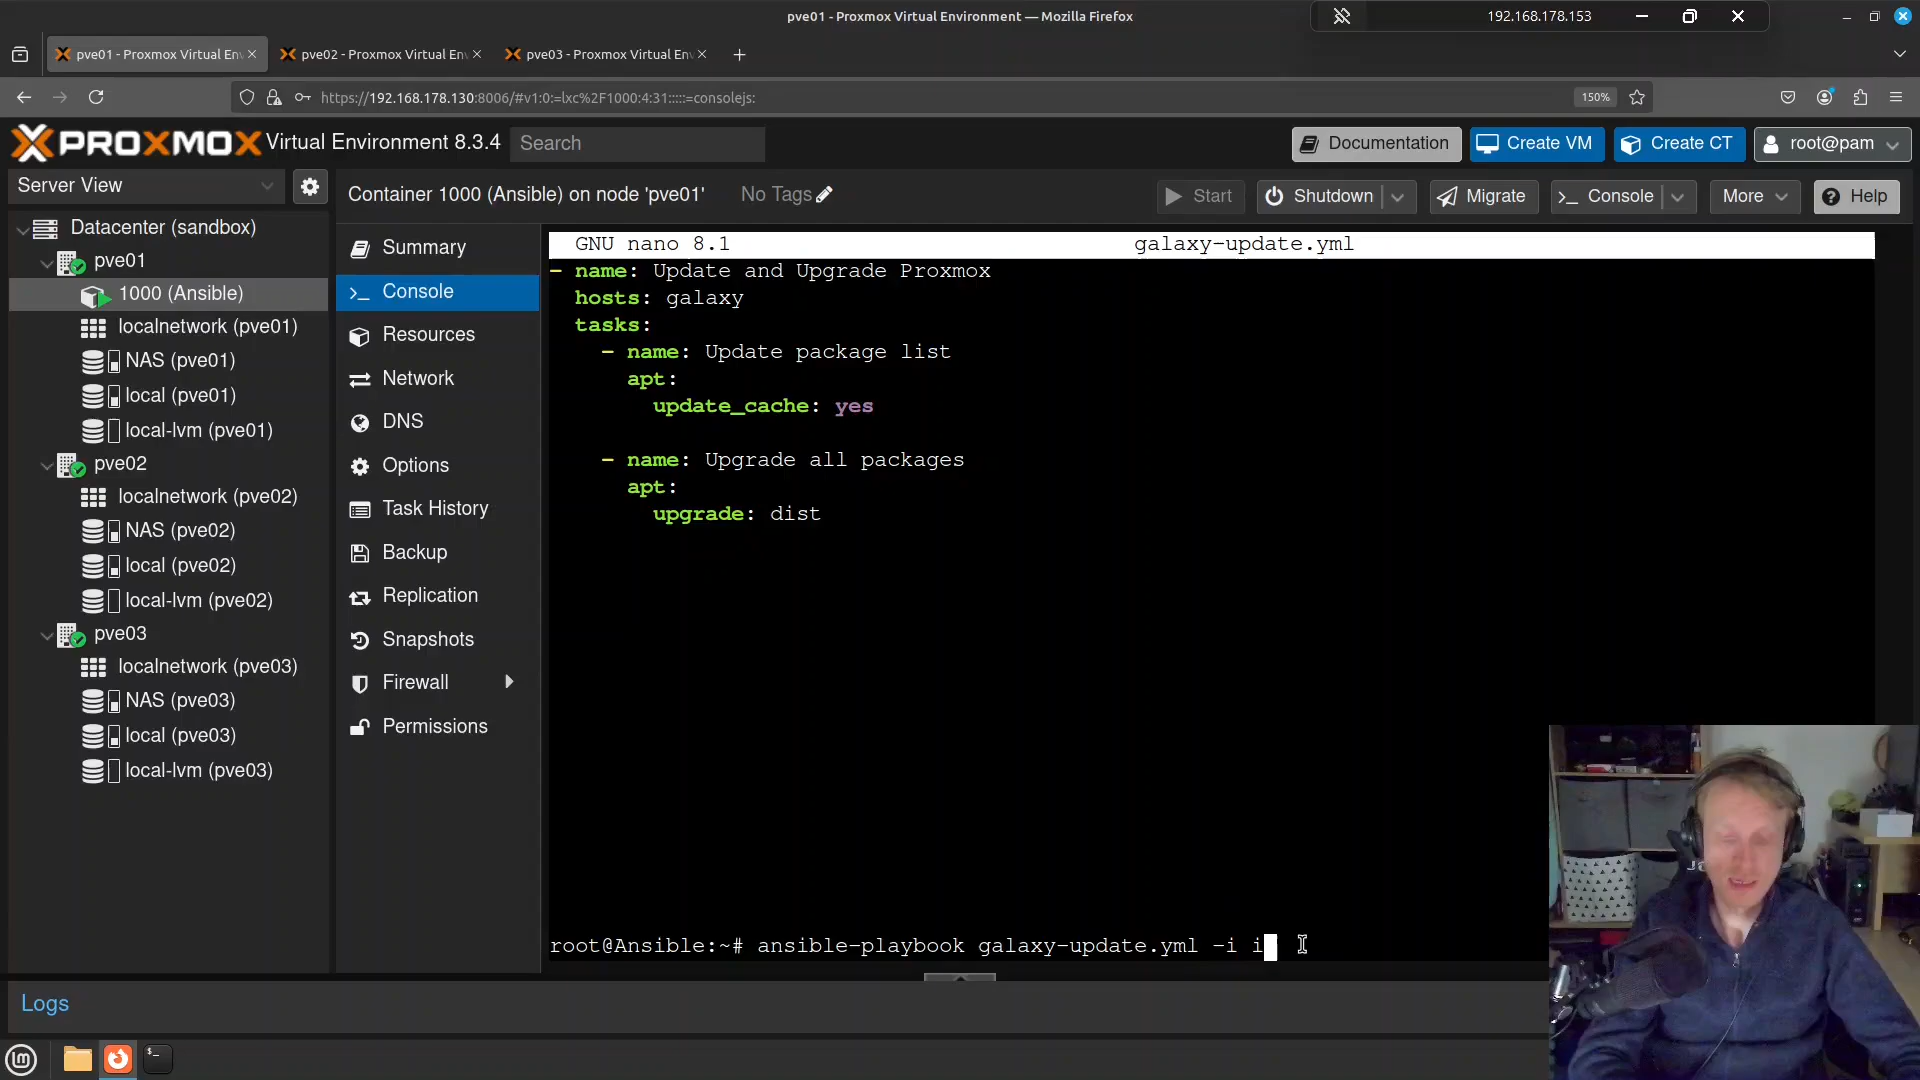 pve01 - Proxmox Virtual Environment — Mozilla Firefox
192.168.178.153
pve01 - Proxmox Virtual En
pve02 - Proxmox Virtual En
pve03 - Proxmox Virtual En
https://192.168.178.130:8006/#v1:0:=lxc%2F1000:4:31:::::=consolejs:
150%
PROXMOX Virtual Environment 8.3.4
Search
Documentation
Create VM
Create CT
root@pam
Server View
Container 1000 (Ansible) on node 'pve01'
No Tags
Start
Shutdown
Migrate
Console
More
Help
Datacenter (sandbox)
pve01
1000 (Ansible)
localnetwork (pve01)
NAS (pve01)
local (pve01)
local-lvm (pve01)
pve02
localnetwork (pve02)
NAS (pve02)
local (pve02)
local-lvm (pve02)
pve03
localnetwork (pve03)
NAS (pve03)
local (pve03)
local-lvm (pve03)
Summary
Console
Resources
Network
DNS
Options
Task History
Backup
Replication
Snapshots
Firewall
Permissions
GNU nano 8.1 galaxy-update.yml
- name: Update and Upgrade Proxmox
hosts: galaxy
tasks:
- name: Update package list
apt:
update_cache: yes
- name: Upgrade all packages
apt:
upgrade: dist
root@Ansible:~# ansible-playbook galaxy-update.yml -i i
Logs